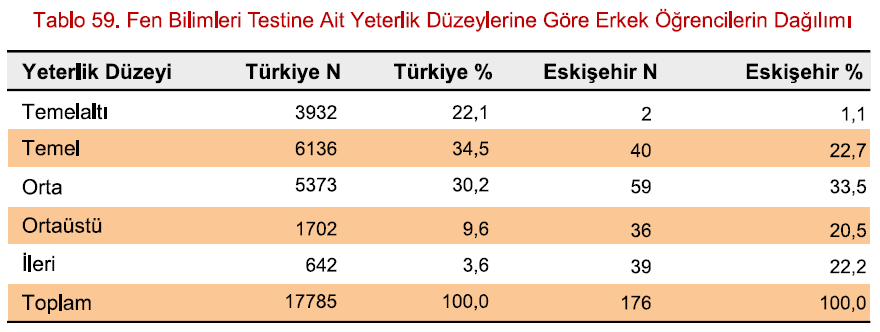 Tablo 59. Fen Bilimleri Testine Ait Yeterlik Düzeylerine Göre Erkek Öğrencilerin Dağılımı
Yeterlik Düzeyi Türkiye N Türkiye % Eskişehir N Eskişehir %
Temelaltı 3932 22,1 2 1,1
Temel 6136 34,5 40 22,7
Orta 5373 30,2 59 33,5
Ortaüstü 1702 9,6 36 20,5
İleri 642 3,6 39 22,2
Toplam 17785 100,0 176 100,0